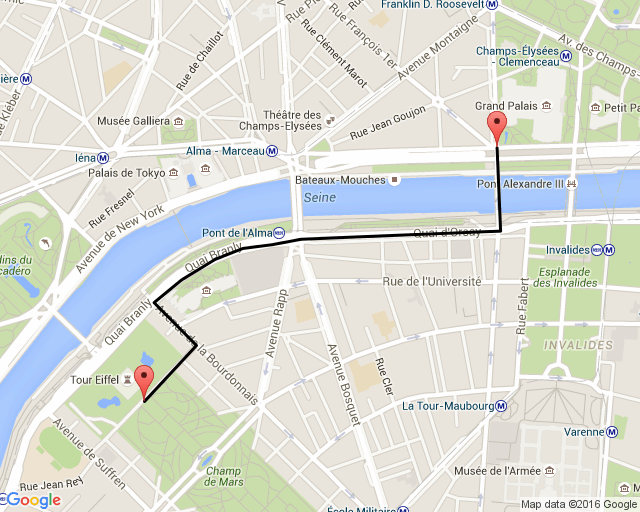 Franklin D. Roosevelt
Rue François 1er
Champs-Élysées
- Clemenceau
Av. des Champs
Avenue Montaigne
Rue de Chaillot
Rue Clément Marot
Musée Galliera
Théâtre des
Champs-Elysées
Rue Jean Goujon
Grand Palais
Petit P
Iéna
Alma - Marceau
Palais de Tokyo
Bateaux-Mouches
Pont Alexandre III
Seine
Rue Fresnel
Avenue de New York
Pont de l'Alma
Quai Branly
Quai d'Orsay
Invalides
Rue de l'Université
Esplanade
des Invalides
Rue Fabert
Quai Branly
Avenue de la Bourdonnais
Avenue Rapp
Avenue Bosquet
Rue Cler
INVALIDES
Tour Eiffel
La Tour-Maubourg
Varenne
Avenue de Suffren
Champ
de Mars
Musée de l'Armée
Rue Jean Rey
École Militaire
Google
Map data ©2016 Google